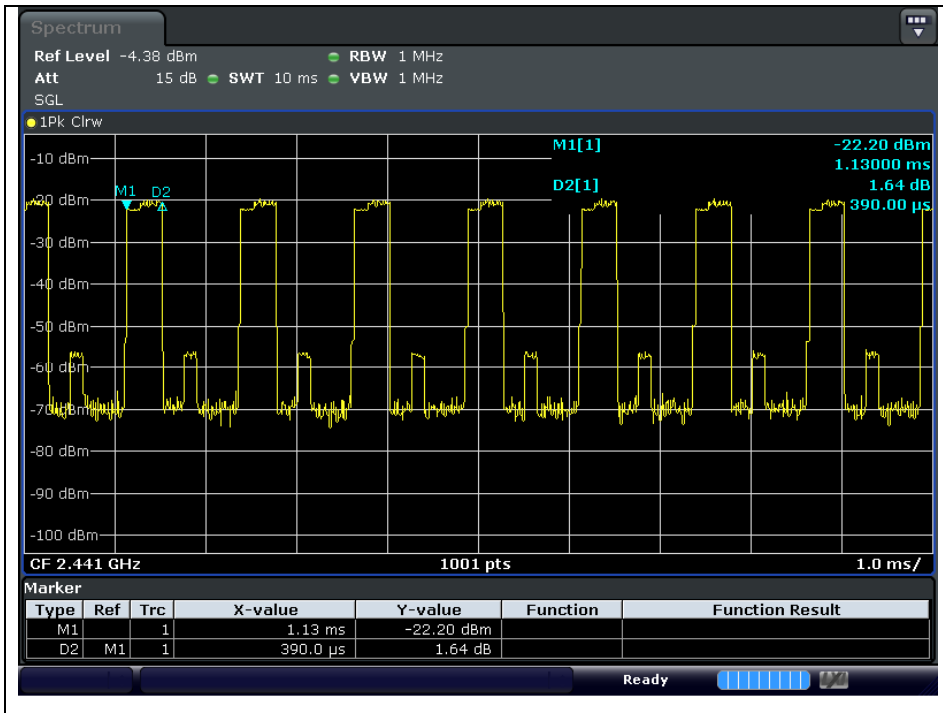 Spectrum
Ref Level -4.38 dBm RBW 1 MHz
Att 15 dB SWT 10 ms VBW 1 MHz
SGL
1Pk Clrw
M1[1] -22.20 dBm
1.13000 ms
D2[1] 1.64 dB
390.00 µs
M1 D2
-10 dBm
-20 dBm
-30 dBm
-40 dBm
-50 dBm
-60 dBm
-70 dBm
-80 dBm
-90 dBm
-100 dBm
CF 2.441 GHz 1001 pts 1.0 ms/
Marker
Type Ref Trc X-value Y-value Function Function Result
M1 1 1.13 ms -22.20 dBm
D2 M1 1 390.0 µs 1.64 dB
Ready